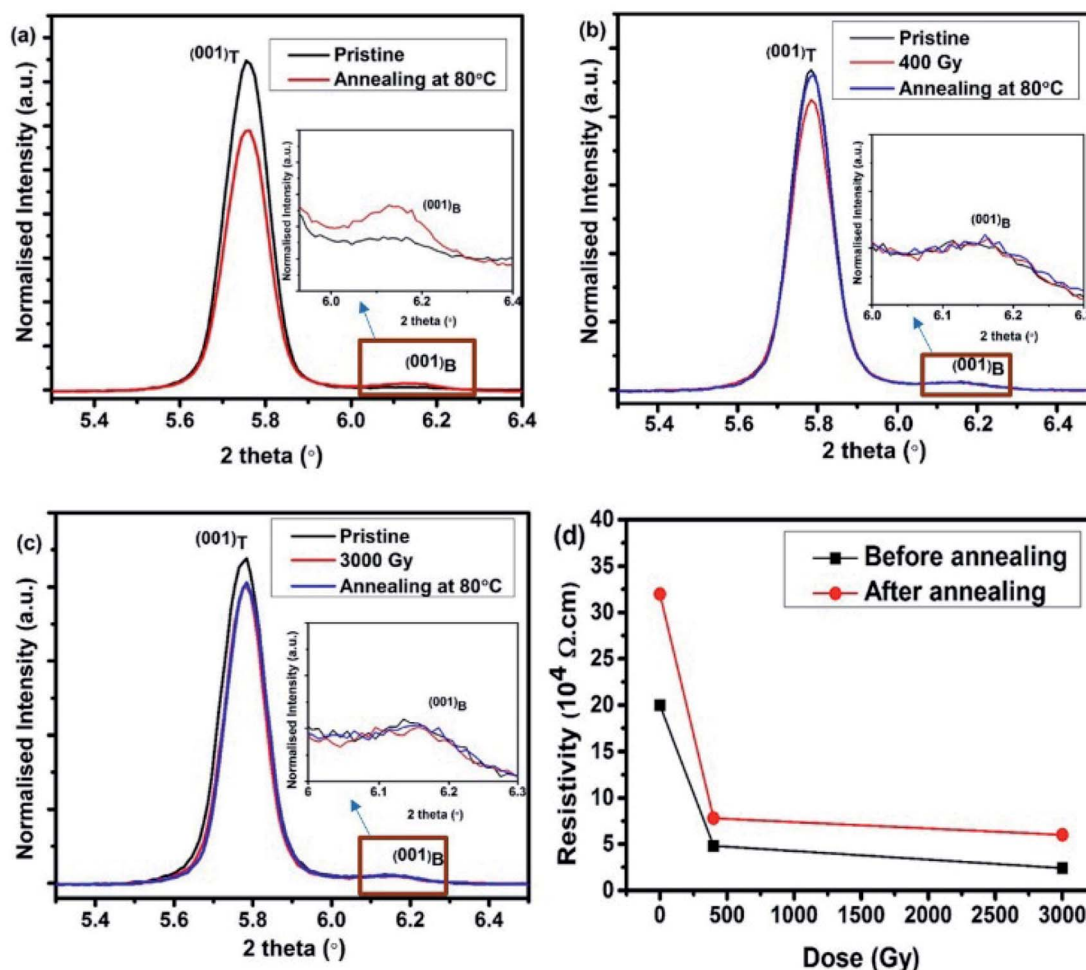 (a)
(001)T
Pristine
Annealing at 80°C
Normalised Intensity (a.u.)
Normalised Intensity (a.u.)
(001)B
6.0 6.2 6.4
2 theta (°)
(001)B
5.4 5.6 5.8 6.0 6.2 6.4
2 theta (°)
(b)
(001)T
Pristine
400 Gy
Annealing at 80°C
Normalised Intensity (a.u.)
Normalised Intensity (a.u.)
(001)B
6.0 6.1 6.2 6.3
2 theta (°)
(001)B
5.4 5.6 5.8 6.0 6.2 6.4
2 theta (°)
(c)
(001)T
Pristine
3000 Gy
Annealing at 80°C
Normalised Intensity (a.u.)
Normalised Intensity (a.u.)
(001)B
6 6.1 6.2 6.3
2 theta (°)
(001)B
5.4 5.6 5.8 6.0 6.2 6.4
2 theta (°)
(d)
Before annealing
After annealing
Resistivity (10⁴ Ω.cm)
40
35
30
25
20
15
10
5
0
0 500 1000 1500 2000 2500 3000
Dose (Gy)